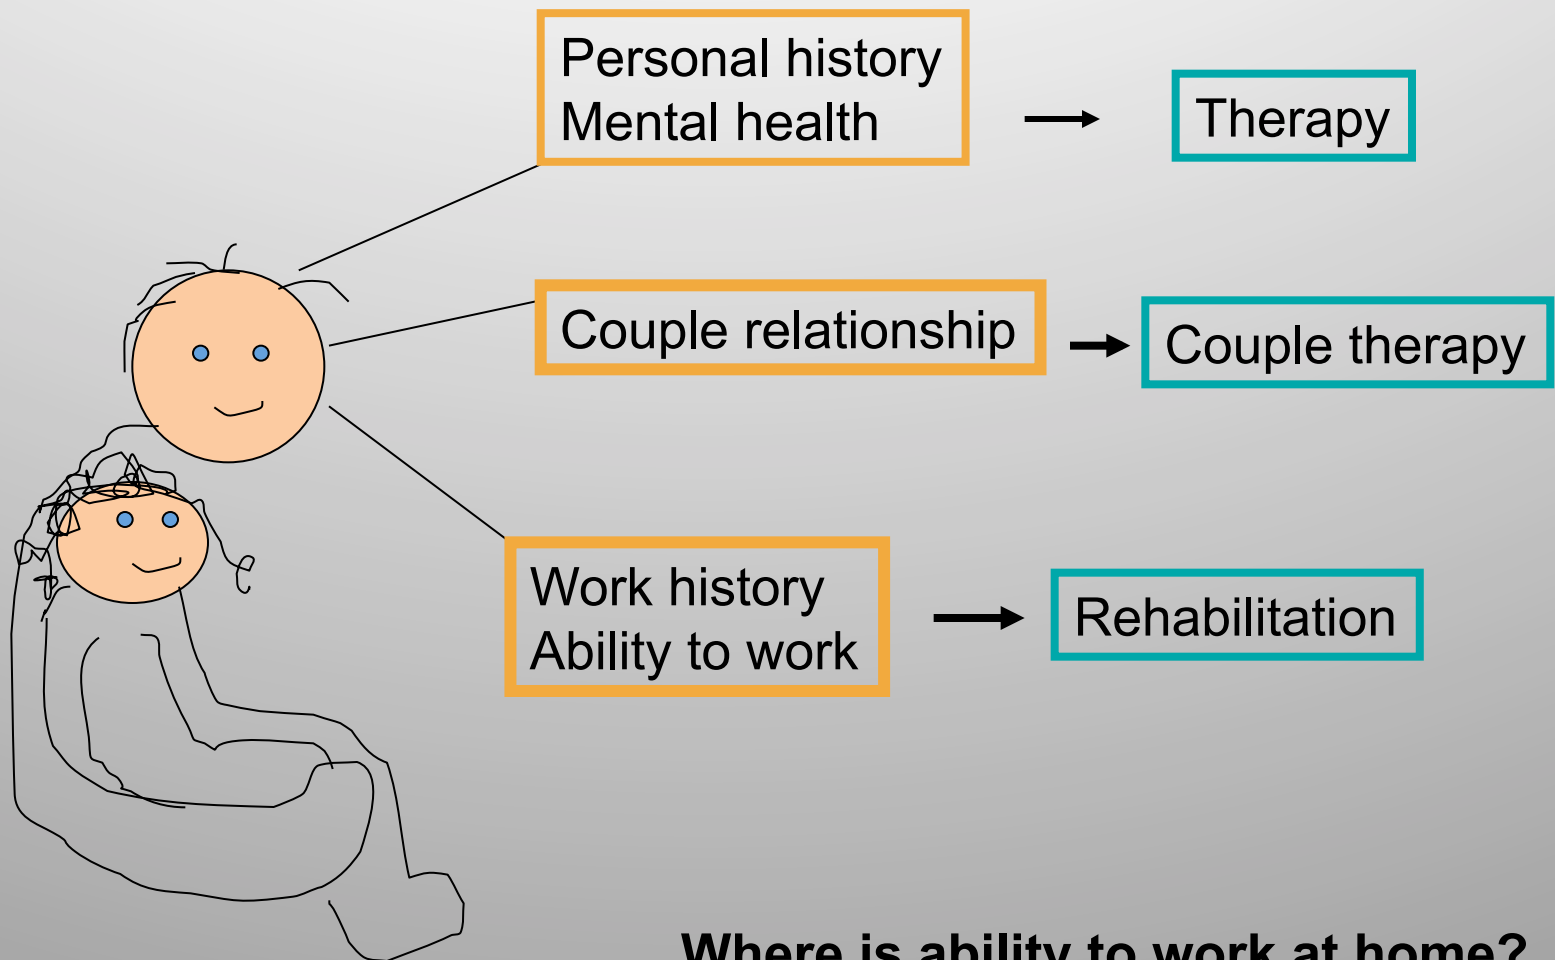 Personal history
Mental health
Therapy
Couple relationship
Couple therapy
Work history
Ability to work
Rehabilitation
Where is ability to work at home?